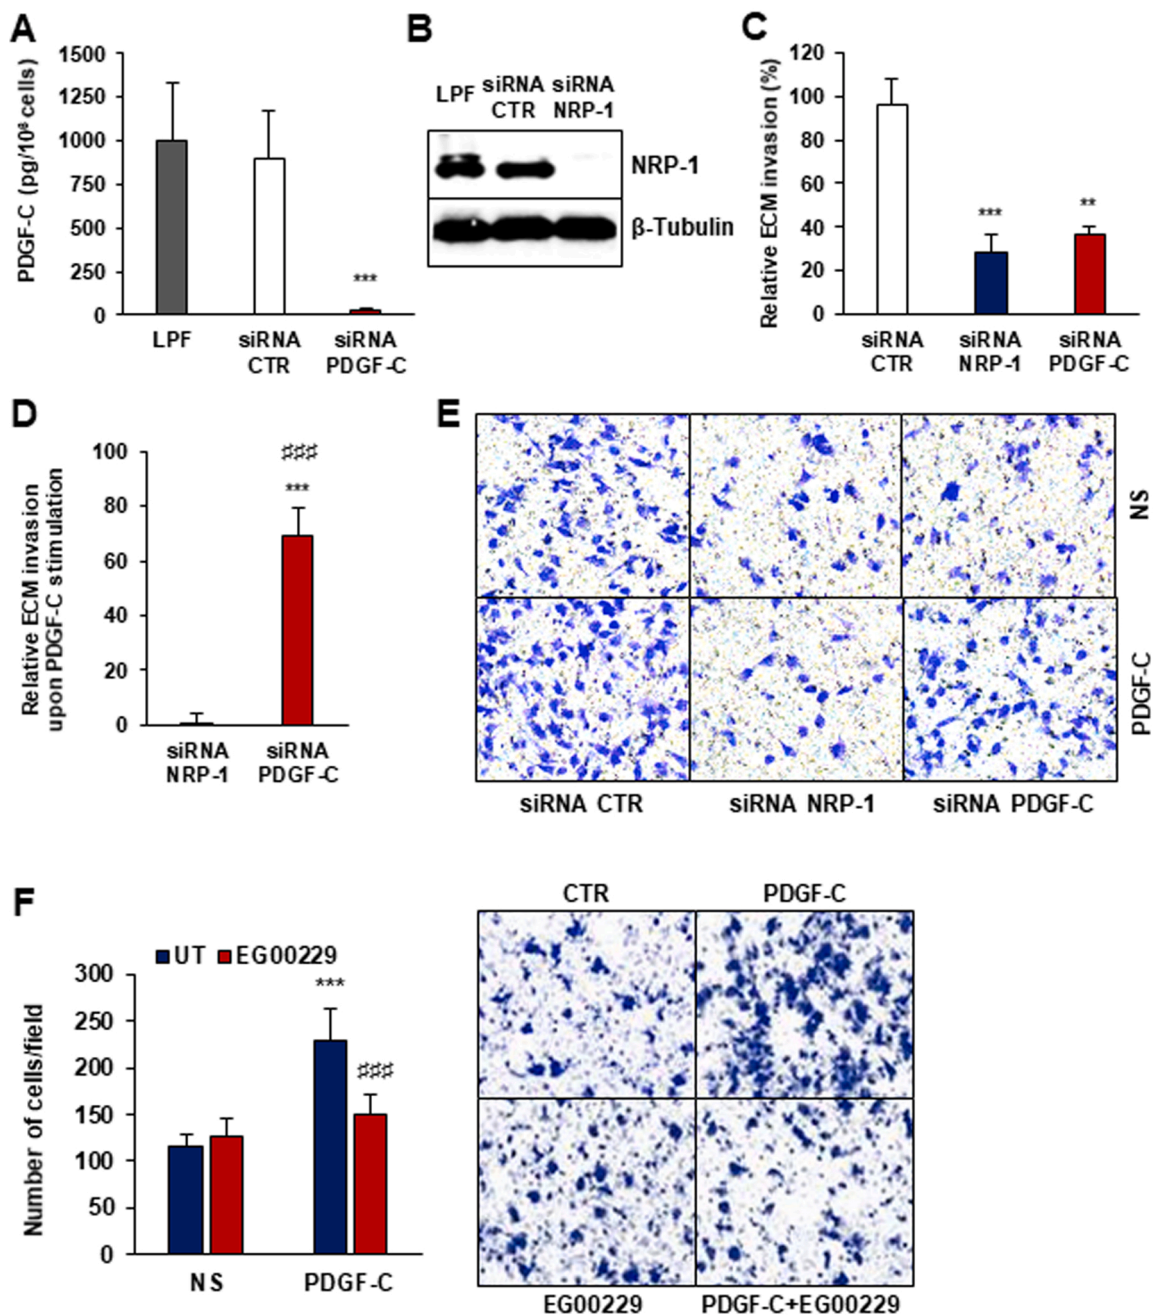 A
PDGF-C (pg/10⁶ cells)
1500
1250
1000
750
500
250
0
***
LPF
siRNA
CTR
siRNA
PDGF-C
B
LPF
siRNA
CTR
siRNA
NRP-1
NRP-1
β-Tubulin
C
Relative ECM invasion (%)
120
100
80
60
40
20
0
***
**
siRNA
CTR
siRNA
NRP-1
siRNA
PDGF-C
D
Relative ECM invasion
upon PDGF-C stimulation
100
80
60
40
20
0
♯♯♯
***
siRNA
NRP-1
siRNA
PDGF-C
E
NS
PDGF-C
siRNA CTR
siRNA NRP-1
siRNA PDGF-C
F
Number of cells/field
UT
EG00229
300
250
200
150
100
50
0
***
♯♯♯
NS
PDGF-C
CTR
PDGF-C
EG00229
PDGF-C+EG00229